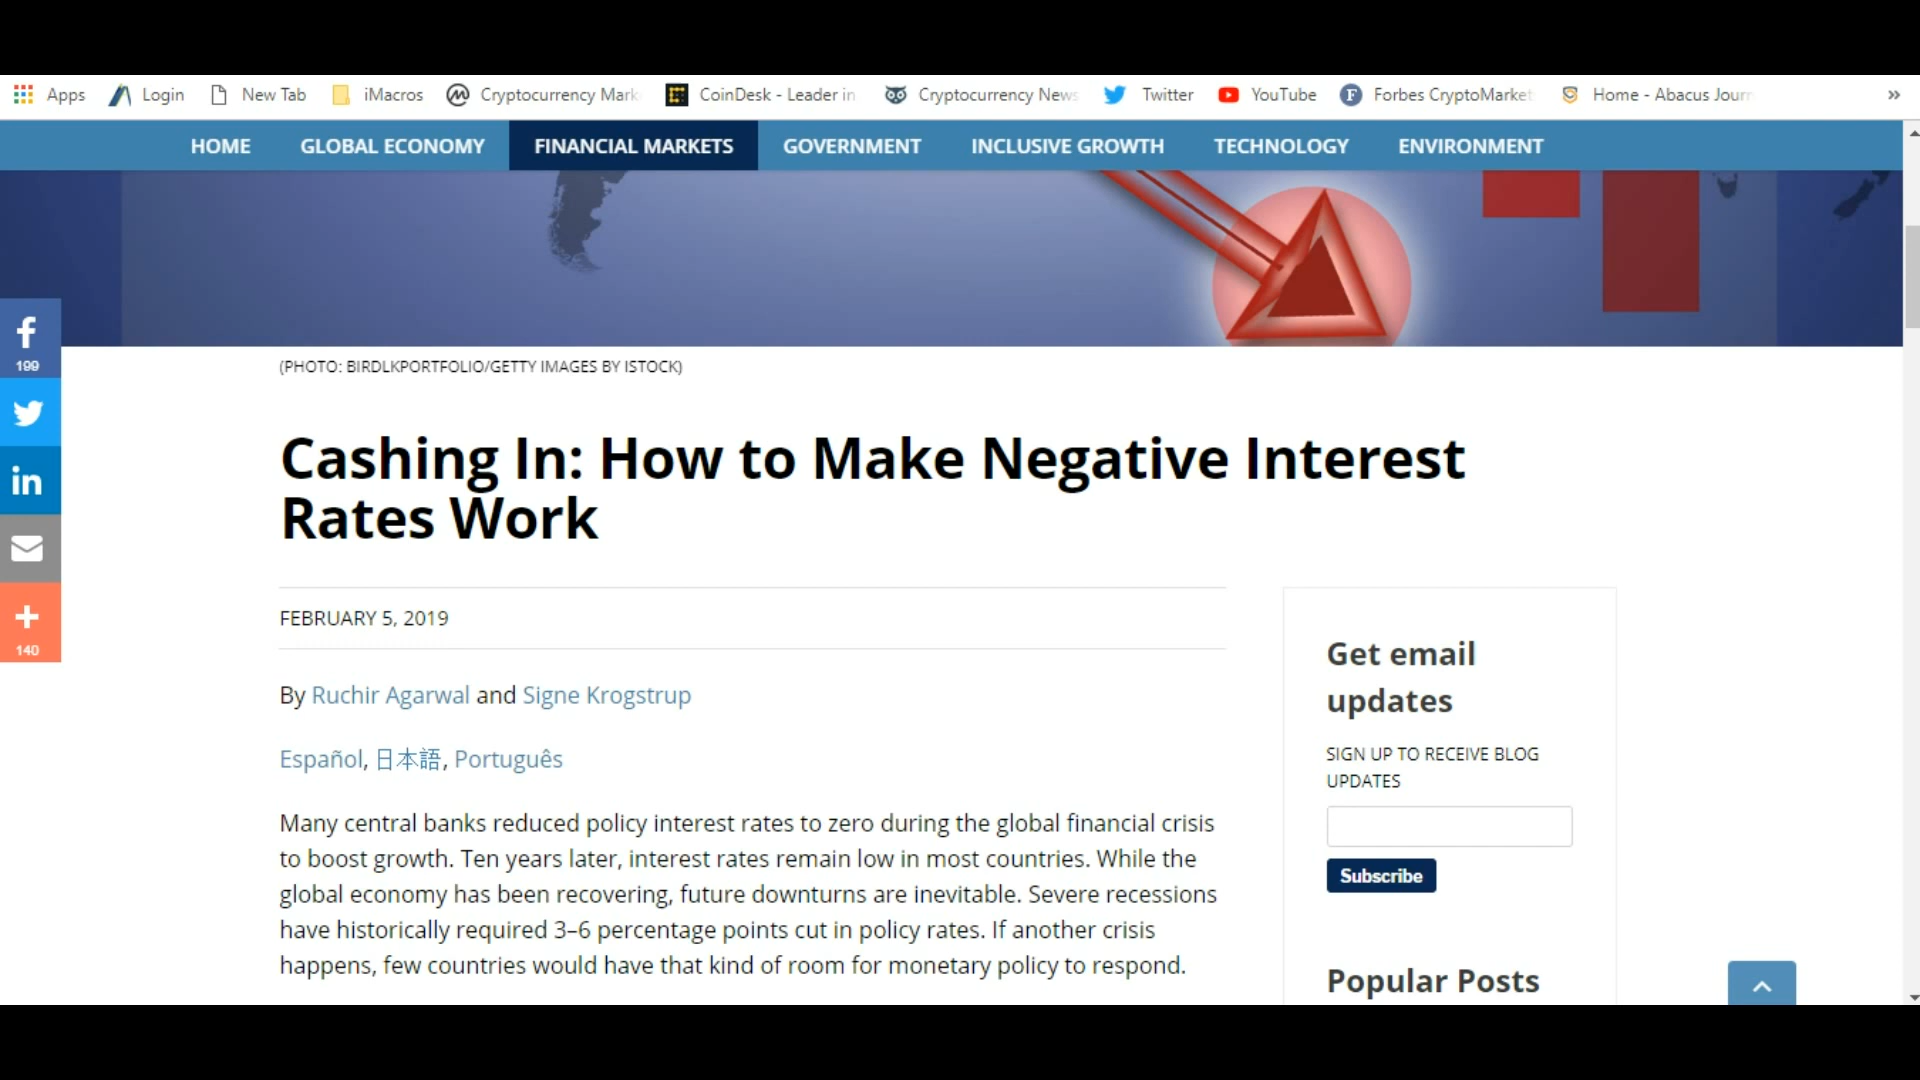 Apps Login New Tab iMacros Cryptocurrency Mark CoinDesk - Leader in Cryptocurrency News Twitter YouTube Forbes CryptoMarket Home - Abacus Journ »
HOME GLOBAL ECONOMY FINANCIAL MARKETS GOVERNMENT INCLUSIVE GROWTH TECHNOLOGY ENVIRONMENT
199
140
(PHOTO: BIRDLKPORTFOLIO/GETTY IMAGES BY ISTOCK)
Cashing In: How to Make Negative Interest
Rates Work
FEBRUARY 5, 2019
By Ruchir Agarwal and Signe Krogstrup
Español, 日本語, Português
Many central banks reduced policy interest rates to zero during the global financial crisis
to boost growth. Ten years later, interest rates remain low in most countries. While the
global economy has been recovering, future downturns are inevitable. Severe recessions
have historically required 3–6 percentage points cut in policy rates. If another crisis
happens, few countries would have that kind of room for monetary policy to respond.
Get email
updates
SIGN UP TO RECEIVE BLOG
UPDATES
Subscribe
Popular Posts